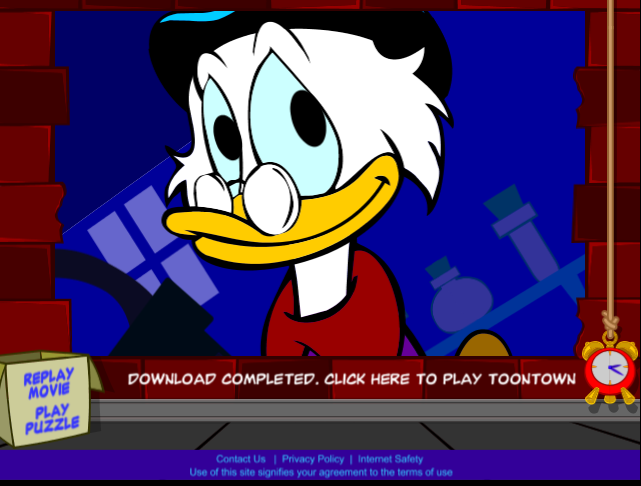 DOWNLOAD COMPLETED. CLICK HERE TO PLAY TOONTOWN
REPLAY
MOVIE
PLAY
PUZZLE
Contact Us | Privacy Policy | Internet Safety
Use of this site signifies your agreement to the terms of use